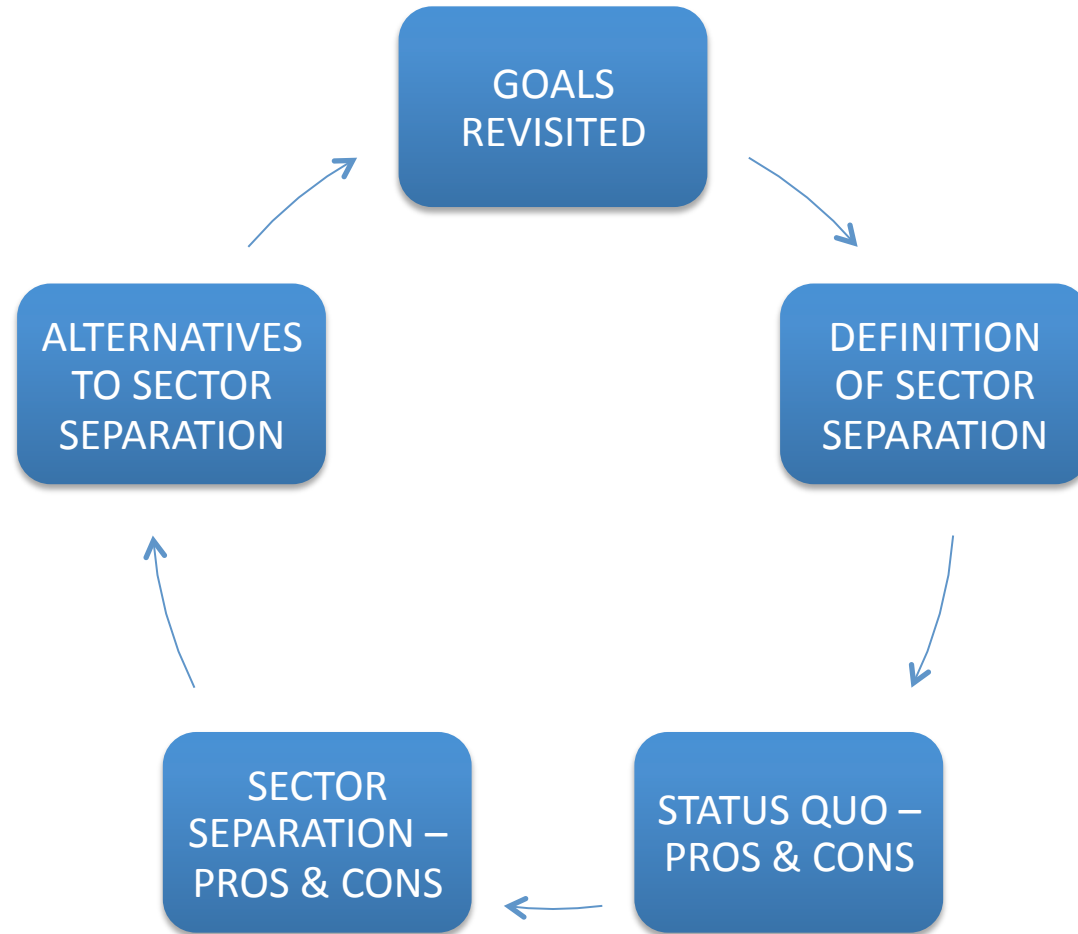 GOALS
REVISITED
DEFINITION
OF SECTOR
SEPARATION
STATUS QUO –
PROS & CONS
SECTOR
SEPARATION –
PROS & CONS
ALTERNATIVES
TO SECTOR
SEPARATION